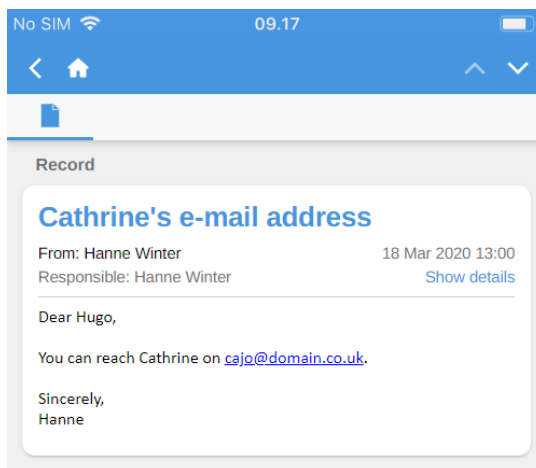 No SIM 09.17
Record
Cathrine's e-mail address
From: Hanne Winter 18 Mar 2020 13:00
Responsible: Hanne Winter Show details
Dear Hugo,
You can reach Cathrine on cajo@domain.co.uk.
Sincerely,
Hanne